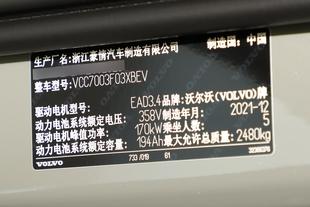 生产厂名: 浙江豪情汽车制造有限公司 制造国: 中国
整车型号: VCC7003F03XBEV
驱动电机型号: EAD3.4 品牌: 沃尔沃(VOLVO)牌
动力电池系统额定电压: 358V 制造年月: 2021-12
驱动电机峰值功率: 170kW 乘坐人数: 5
动力电池系统额定容量: 194Ah 最大允许总质量: 2480kg
VOLVO 733 /019 61